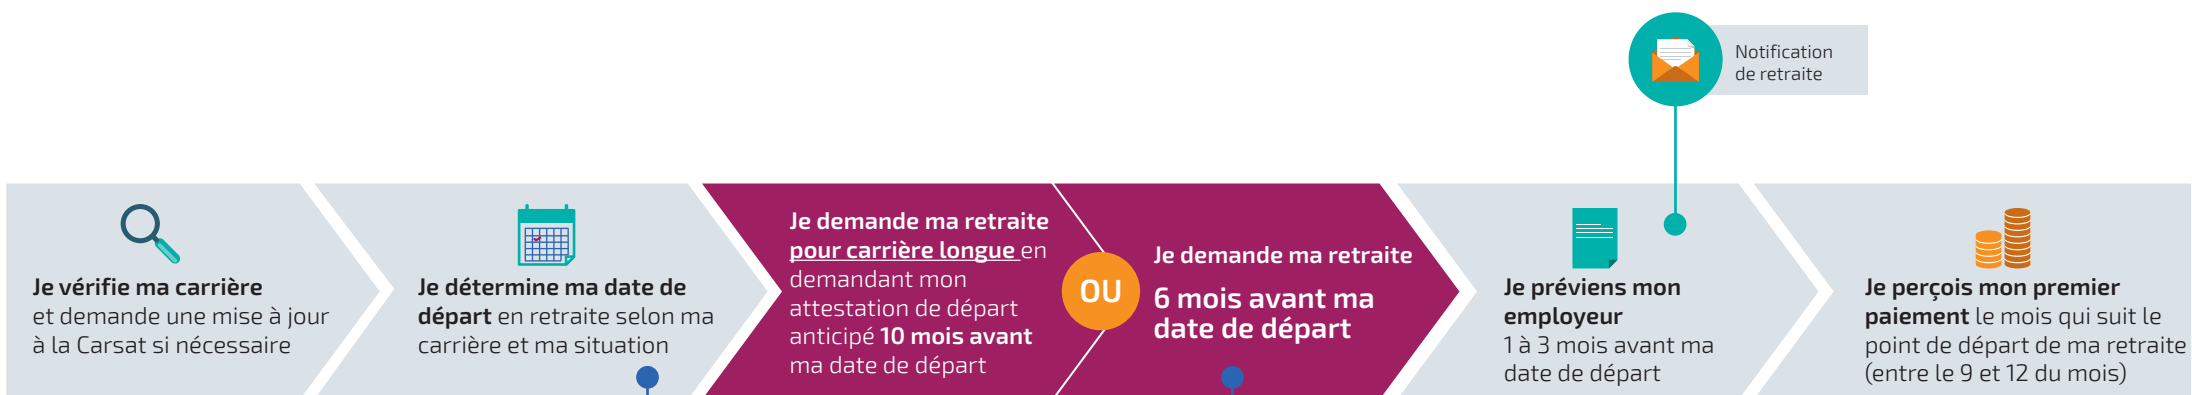 Notification
de retraite
Je vérifie ma carrière
et demande une mise à jour
à la Carsat si nécessaire
Je détermine ma date de
départ en retraite selon ma
carrière et ma situation
Je demande ma retraite
pour carrière longue en
demandant mon
attestation de départ
anticipé 10 mois avant
ma date de départ
OU
Je demande ma retraite
6 mois avant ma
date de départ
Je préviens mon
employeur
1 à 3 mois avant ma
date de départ
Je perçois mon premier
paiement le mois qui suit le
point de départ de ma retraite
(entre le 9 et 12 du mois)